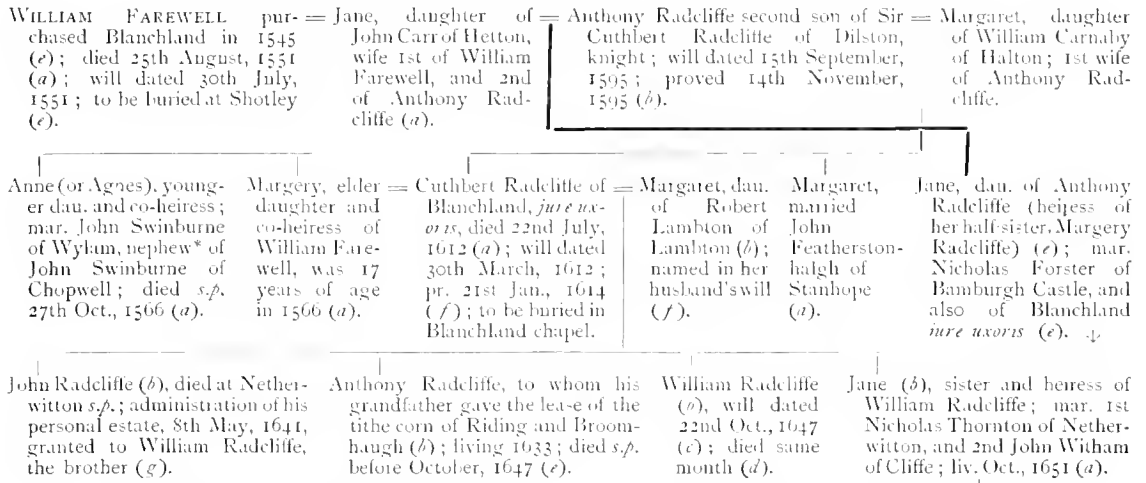 WILLIAM FAREWELL pur-
chased Blanchland in 1545
(e); died 25th August, 1551
(a); will dated 30th July,
1551; to be buried at Shotley
(e).
=
Jane, daughter of
John Carr of Hetton,
wife 1st of William
Farewell, and 2nd
of Anthony Rad-
cliffe (a).
=
Anthony Radcliffe second son of Sir
Cuthbert Radcliffe of Dilston,
knight; will dated 15th September,
1595; proved 14th November,
1595 (b).
=
Margaret, daughter
of William Carnaby
of Halton; 1st wife
of Anthony Rad-
cliffe.
Anne (or Agnes), young-
er dau. and co-heiress;
mar. John Swinburne
of Wylam, nephew* of
John Swinburne of
Chopwell; died s.p.
27th Oct., 1566 (a).
Margery, elder
daughter and
co-heiress of
William Fare-
well, was 17
years of age
in 1566 (a).
=
Cuthbert Radcliffe of
Blanchland, jure ux-
oris, died 22nd July,
1612 (a); will dated
30th March, 1612;
pr. 21st Jan., 1614
(f); to be buried in
Blanchland chapel.
=
Margaret, dau.
of Robert
Lambton of
Lambton (b);
named in her
husband's will
(f).
Margaret,
married
John
Featherston-
halgh of
Stanhope
(a).
Jane, dau. of Anthony
Radcliffe (heiress of
her half-sister, Margery
Radcliffe) (e); mar.
Nicholas Forster of
Bamburgh Castle, and
also of Blanchland
iure uxoris (e). ↓
John Radcliffe (b), died at Nether-
witton s.p.; administration of his
personal estate, 8th May, 1641,
granted to William Radcliffe,
the brother (g).
Anthony Radcliffe, to whom his
grandfather gave the lease of the
tithe corn of Riding and Broom-
haugh (b); living 1633; died s.p.
before October, 1647 (e).
William Radcliffe
(b), will dated
22nd Oct., 1647
(c); died same
month (d).
Jane (b), sister and heiress of
William Radcliffe; mar. 1st
Nicholas Thornton of Nether-
witton, and 2nd John Witham
of Cliffe; liv. Oct., 1651 (a).